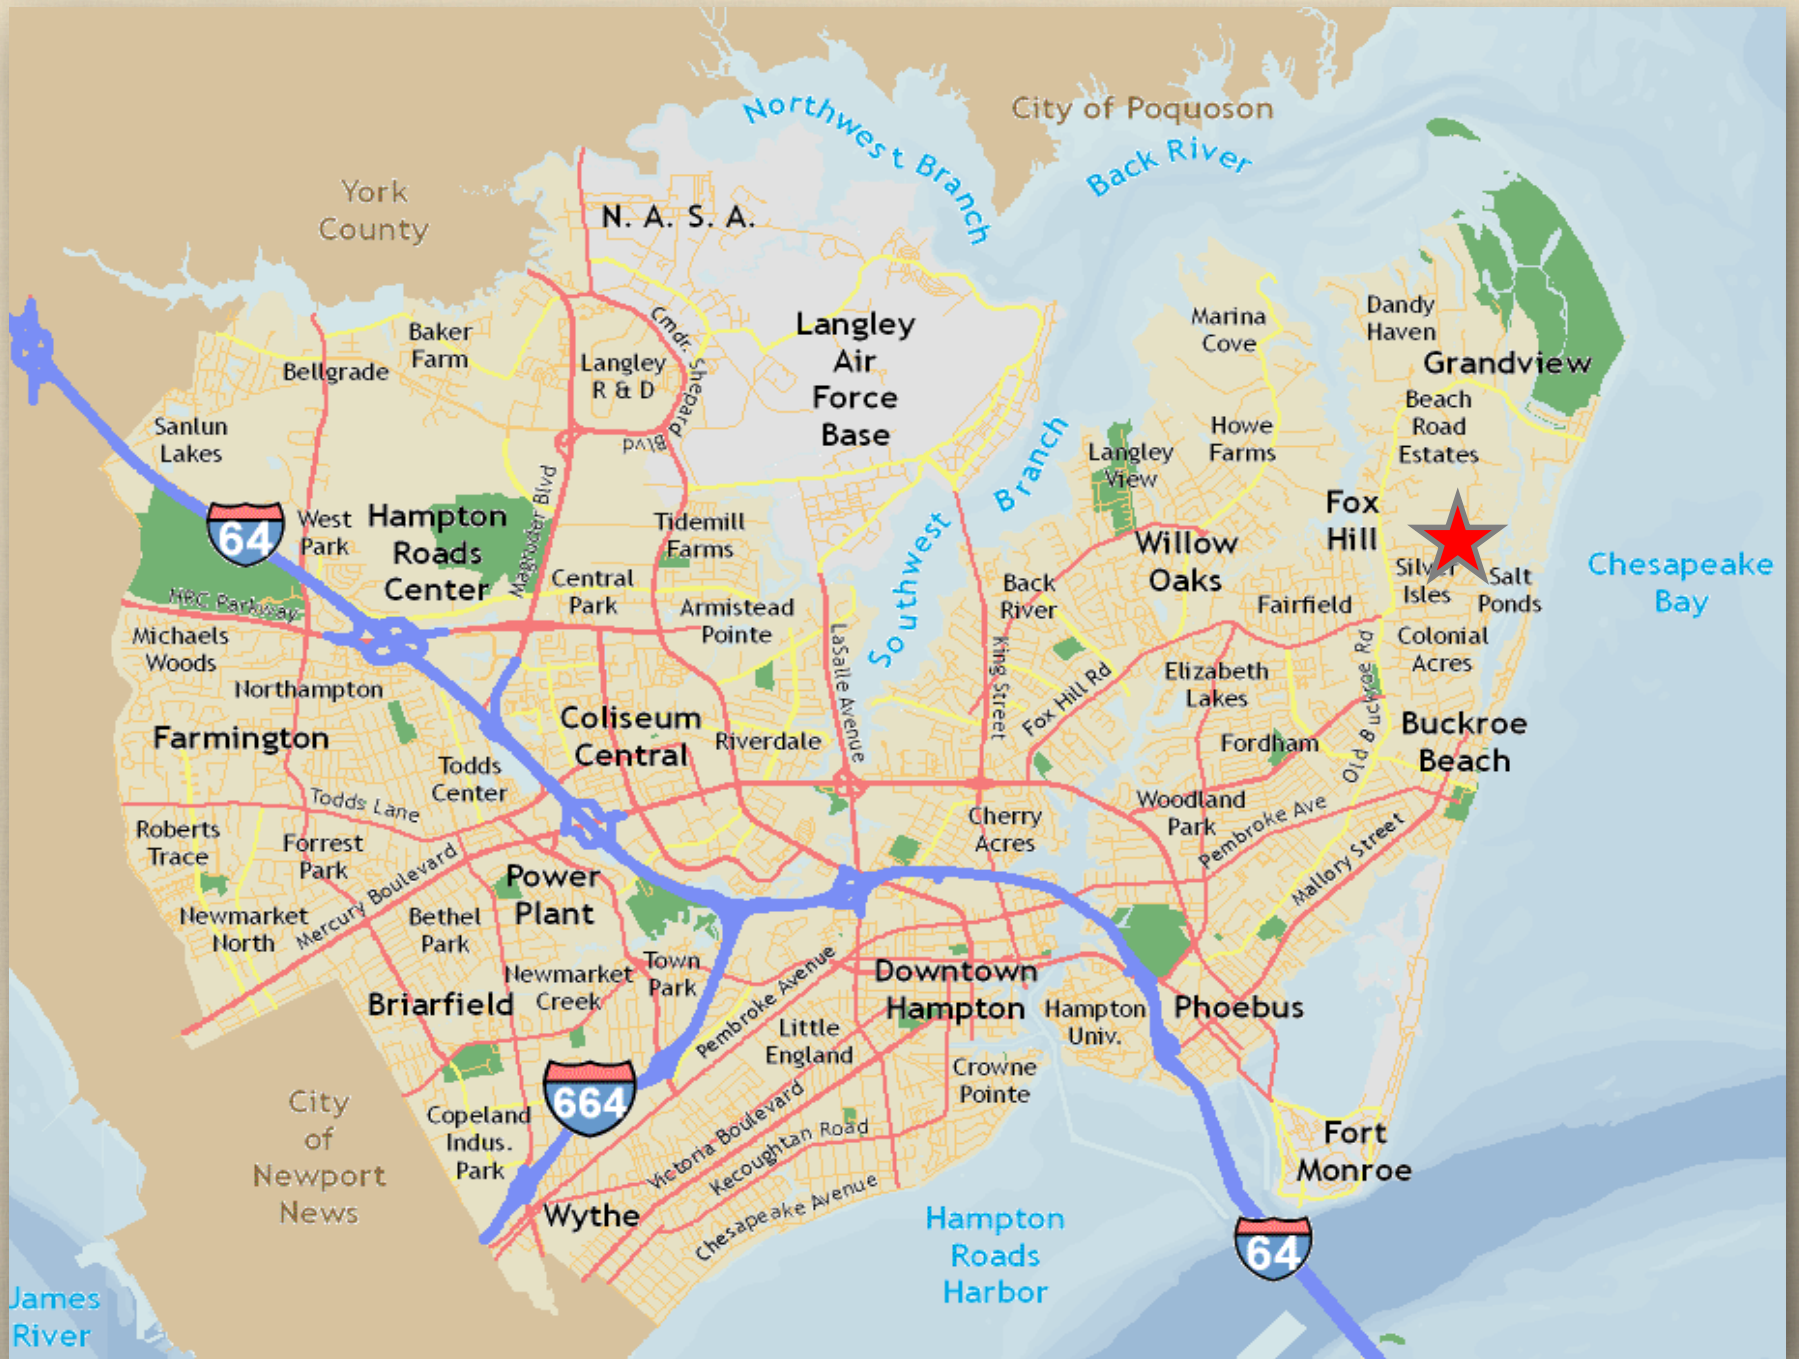 Northwest Branch
City of Poquoson
Back River
York
County
N. A. S. A.
Cmdr. Shepard
Blvd
Langley
Air
Force
Base
Marina
Cove
Dandy
Haven
Grandview
Baker
Farm
Bellgrade
Langley
R & D
Beach
Road
Estates
Sanlun
Lakes
Howe
Farms
Langley
View
Southwest
Branch
Fox
Hill
64
West
Park
Hampton
Roads
Center
Magruder Blvd
Tidemill
Farms
Willow
Oaks
Chesapeake
Bay
Silver
Isles
Salt
Ponds
Central
Park
Back
River
Fairfield
HRC Parkway
Armistead
Pointe
Michaels
Woods
Colonial
Acres
LaSalle Avenue
King Street
Fox Hill Rd
Elizabeth
Lakes
Old Buckroe Rd
Northampton
Farmington
Coliseum
Central
Riverdale
Fordham
Buckroe
Beach
Todds
Center
Todds Lane
Woodland
Park
Cherry
Acres
Pembroke Ave
Mallory Street
Roberts
Trace
Forrest
Park
Mercury Boulevard
Power
Plant
Newmarket
North
Bethel
Park
Newmarket
Creek
Town
Park
Pembroke Avenue
Downtown
Hampton
Hampton
Univ.
Phoebus
Briarfield
Little
England
Crowne
Pointe
664
City
of
Newport
News
Copeland
Indus.
Park
Victoria Boulevard
Kecoughtan Road
Chesapeake Avenue
Fort
Monroe
Wythe
Hampton
Roads
Harbor
64
James
River